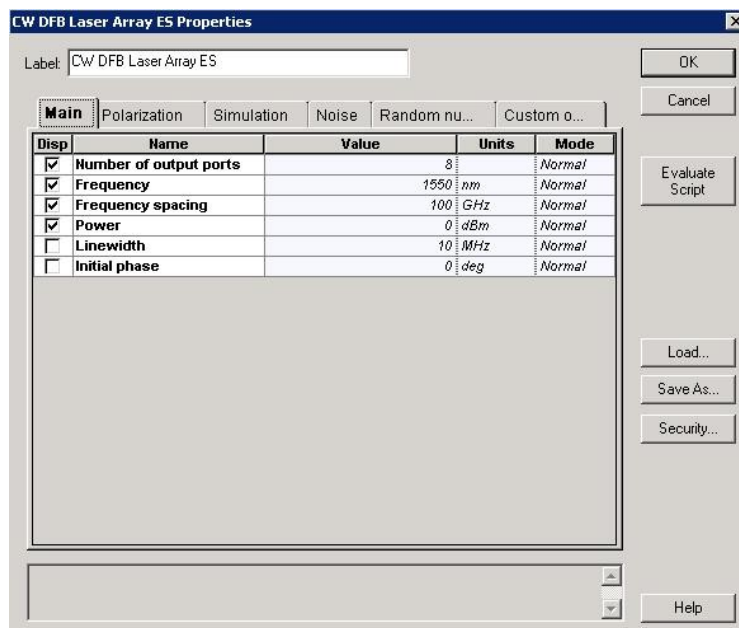 CW DFB Laser Array ES Properties
Label: CW DFB Laser Array ES
OK
Cancel
Main Polarization Simulation Noise Random nu... Custom o...
Disp Name Value Units Mode
Number of output ports 8 Normal
Frequency 1550 nm Normal
Frequency spacing 100 GHz Normal
Power 0 dBm Normal
Linewidth 10 MHz Normal
Initial phase 0 deg Normal
Evaluate
Script
Load...
Save As...
Security...
Help